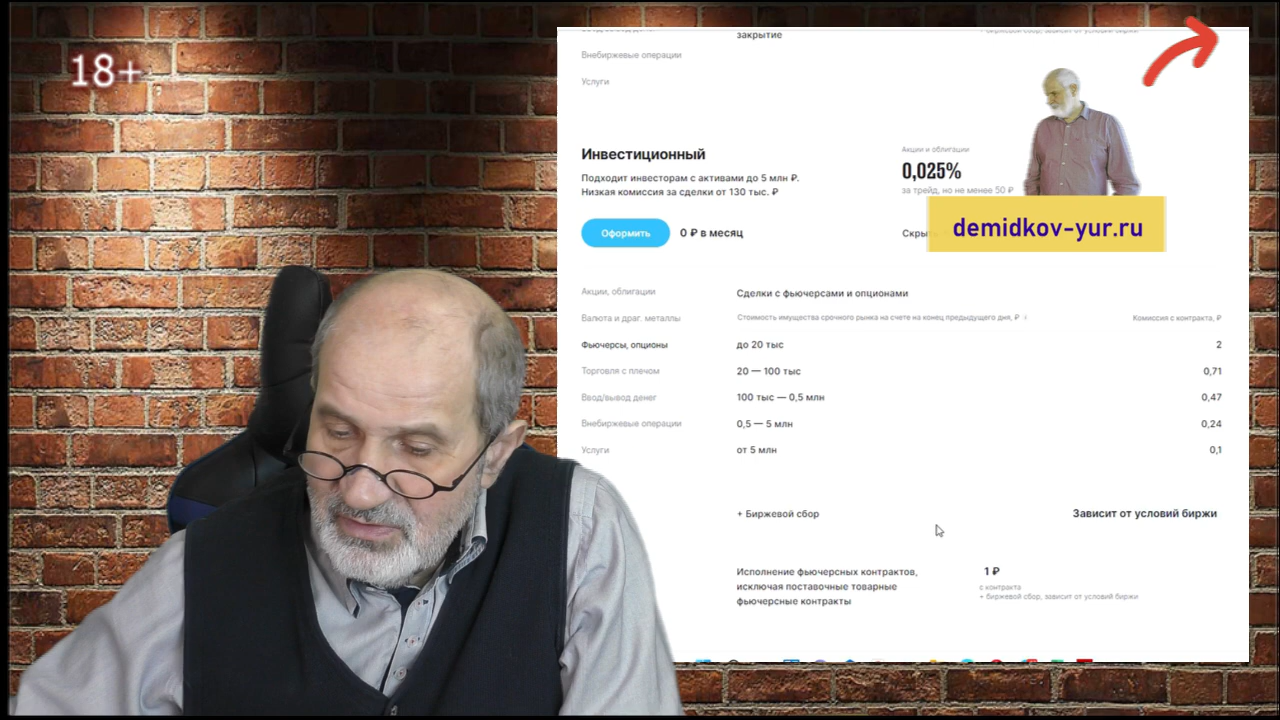 18+
закрытие
+ биржевой сбор, зависит от условий биржи
Внебиржевые операции
Услуги
Инвестиционный
Подходит инвесторам с активами до 5 млн ₽.
Низкая комиссия за сделки от 130 тыс. ₽
Акции и облигации
0,025%
за трейд, но не менее 50 ₽
Оформить
0 ₽ в месяц
demidkov-yur.ru
Акции, облигации
Сделки с фьючерсами и опционами
Валюта и драг. металлы
Стоимость имущества срочного рынка на счете на конец предыдущего дня, ₽
Комиссия с контракта, ₽
Фьючерсы, опционы
до 20 тыс
2
Торговля с плечом
20 — 100 тыс
0,71
Ввод/вывод денег
100 тыс — 0,5 млн
0,47
Внебиржевые операции
0,5 — 5 млн
0,24
Услуги
от 5 млн
0,1
+ Биржевой сбор
Зависит от условий биржи
Исполнение фьючерсных контрактов,
исключая поставочные товарные
фьючерсные контракты
1 ₽
с контракта
+ биржевой сбор, зависит от условий биржи